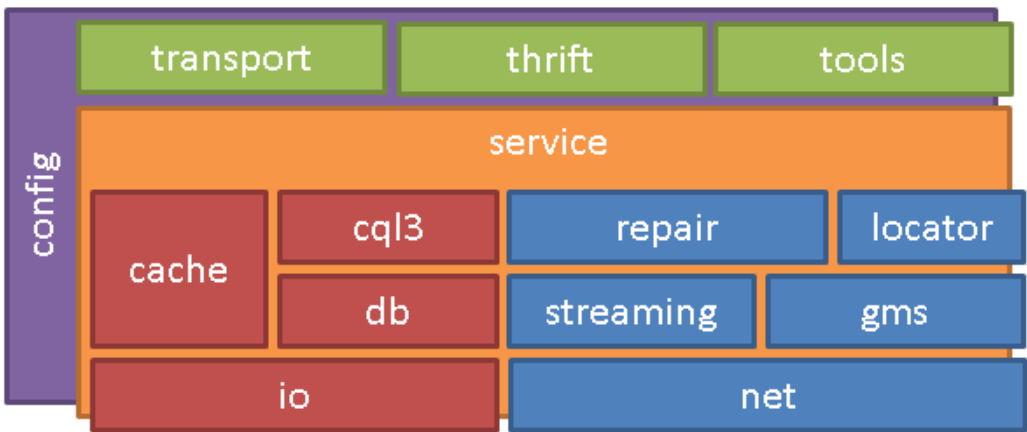 transport
thrift
tools
config
service
cache
cql3
repair
locator
db
streaming
gms
io
net